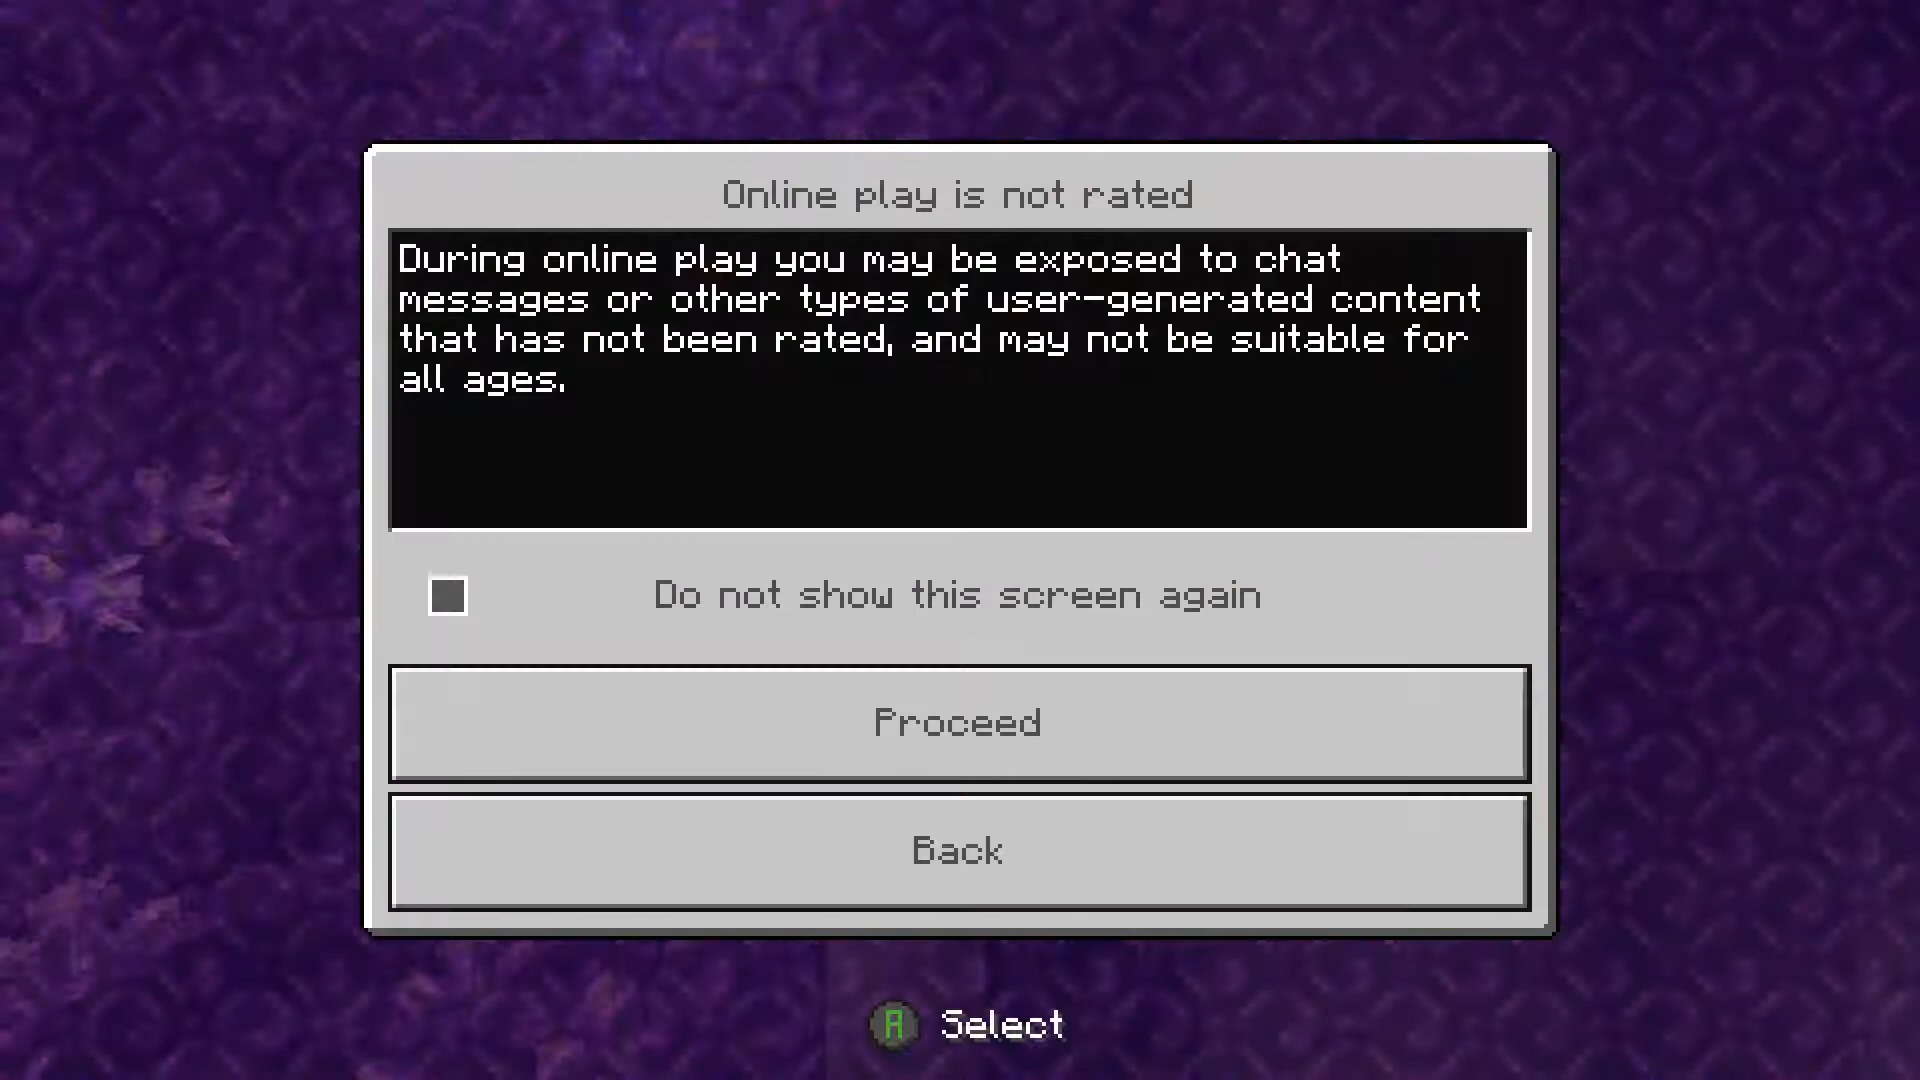 Online play is not rated
During online play you may be exposed to chat
messages or other types of user-generated content
that has not been rated, and may not be suitable for
all ages.
Do not show this screen again
Proceed
Back
A Select